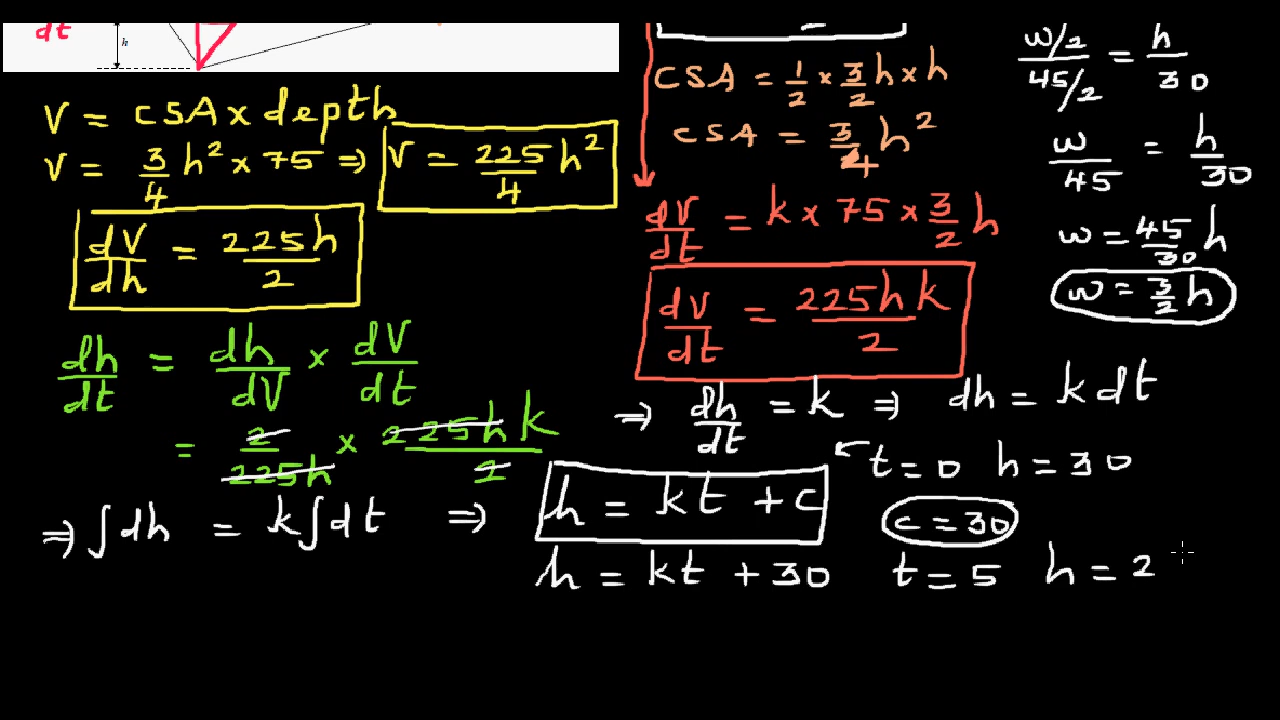 dt
h
V = CSA x depth
V = 3/4 h² x 75 ⇒ V = 225/4 h²
dV/dh = 225h/2
dh/dt = dh/dV x dV/dt
= 2/225h x 225hk/2
⇒ ∫dh = k∫dt ⇒ h = kt + c
h = kt + 30
CSA = 1/2 x 3/2 h x h
CSA = 3/4 h²
dV/dt = k x 75 x 3/2 h
dV/dt = 225hk/2
⇒ dh/dt = k ⇒ dh = kdt
t = 0 h = 30
c = 30
t = 5 h = 2
w/2 / 45/2 = h/30
w/45 = h/30
w = 45/30 h
w = 3/2 h